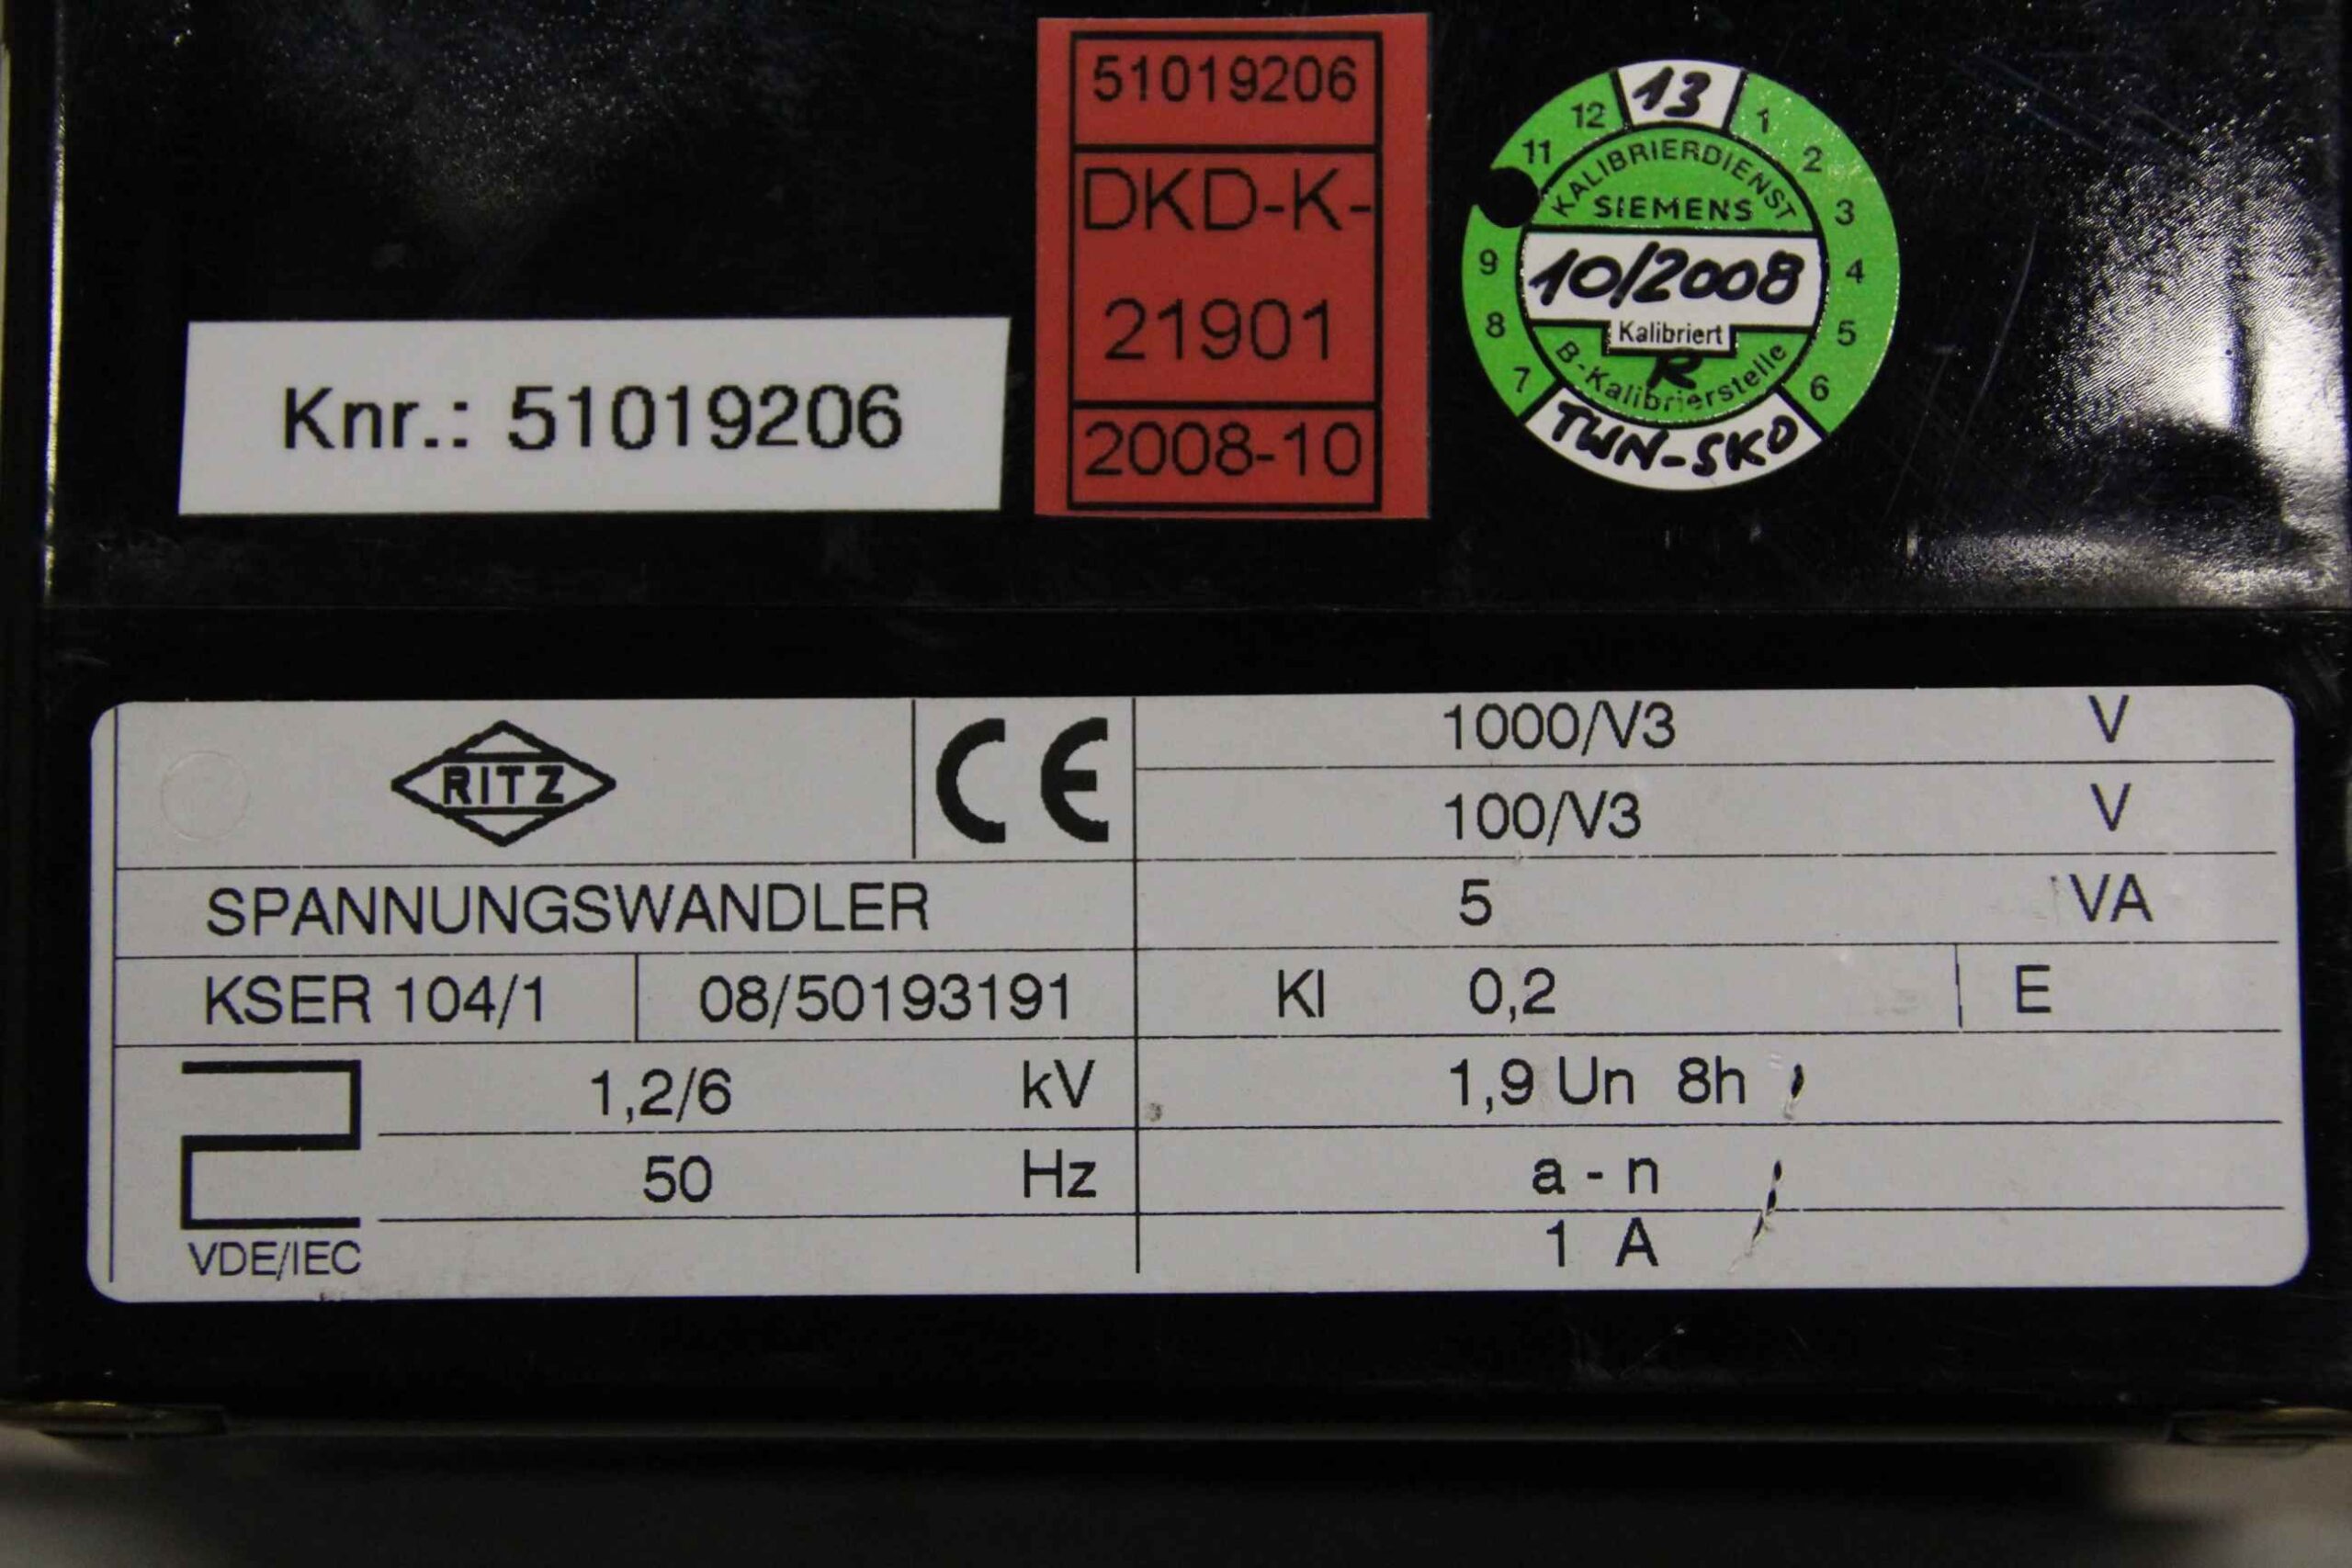 51019206
DKD-K-
21901
2008-10
13
12 1 2 3 4 5 6 7 8 9 11
KALIBRIERDIENST
SIEMENS
10/2008
Kalibriert
R
B-Kalibrierstelle
TWN-SKD
Knr.: 51019206
RITZ
CE
1000/V3 V
100/V3 V
SPANNUNGSWANDLER
5 VA
KSER 104/1 08/50193191
Kl 0,2 E
1,2/6 kV
1,9 Un 8h
50 Hz
a - n
VDE/IEC
1 A